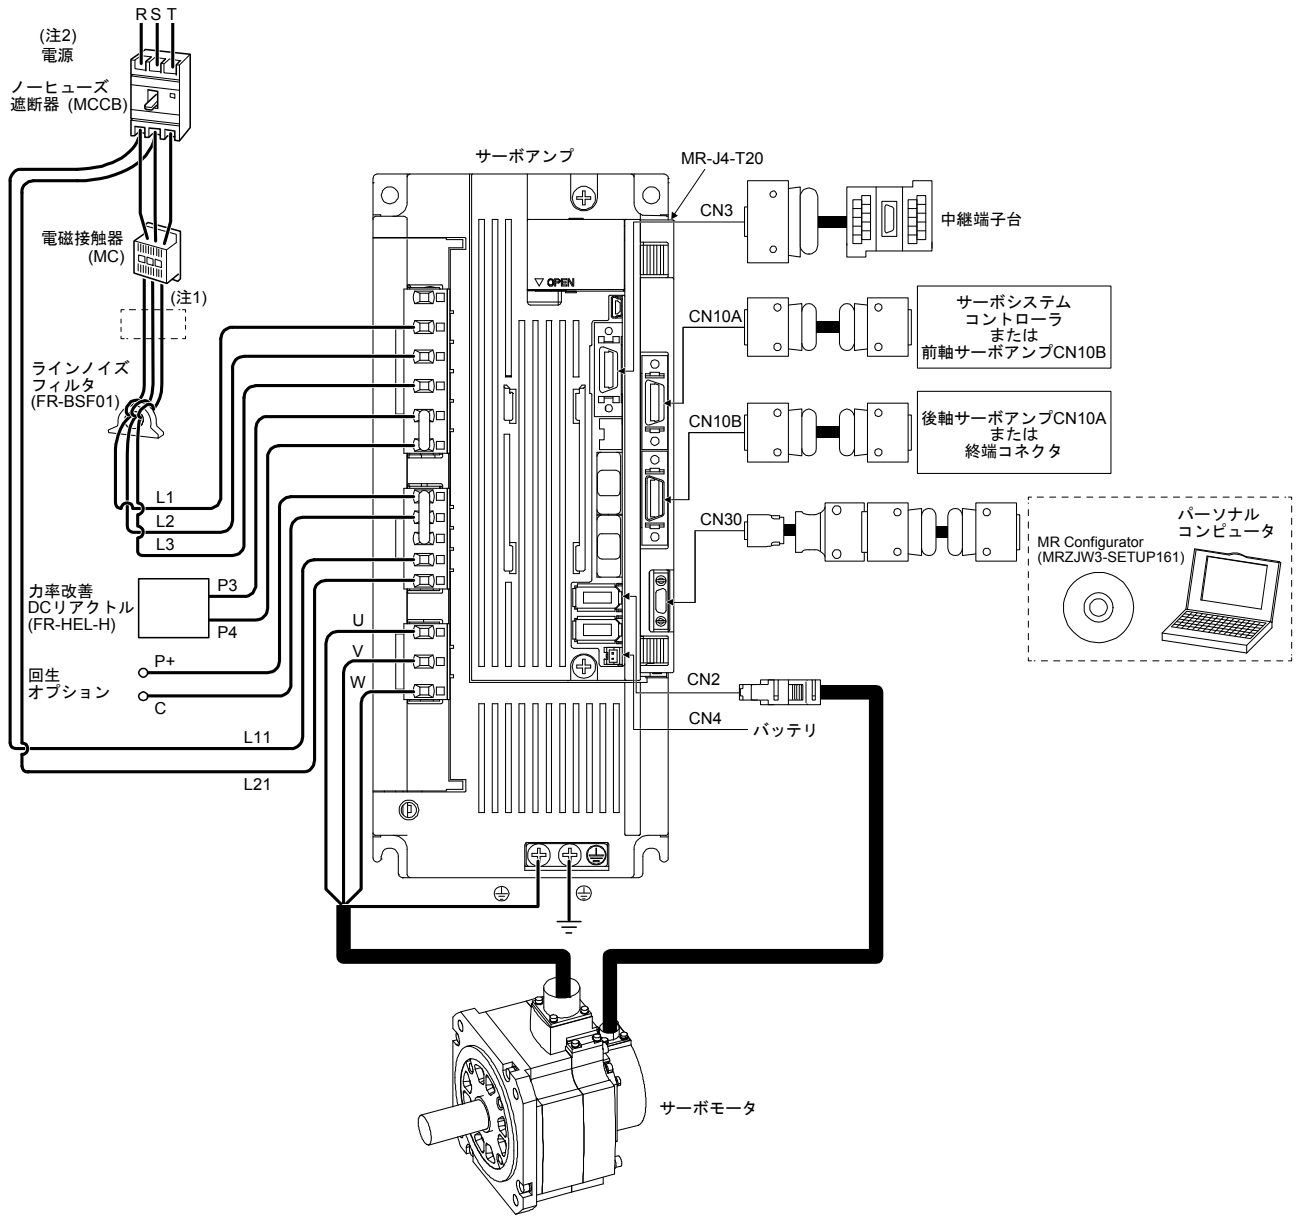 R S T
(注2)
電源
ノーヒューズ
遮断器 (MCCB)
サーボアンプ
MR-J4-T20
CN3
中継端子台
電磁接触器
(MC)
(注1)
▽ OPEN
CN10A
サーボシステム
コントローラ
または
前軸サーボアンプCN10B
ラインノイズ
フィルタ
(FR-BSF01)
CN10B
後軸サーボアンプCN10A
または
終端コネクタ
L1
L2
L3
CN30
パーソナル
コンピュータ
MR Configurator
(MRZJW3-SETUP161)
力率改善
DCリアクトル
(FR-HEL-H)
P3
P4
U
V
W
回生
オプション
P+
C
CN2
CN4
バッテリ
L11
L21
サーボモータ